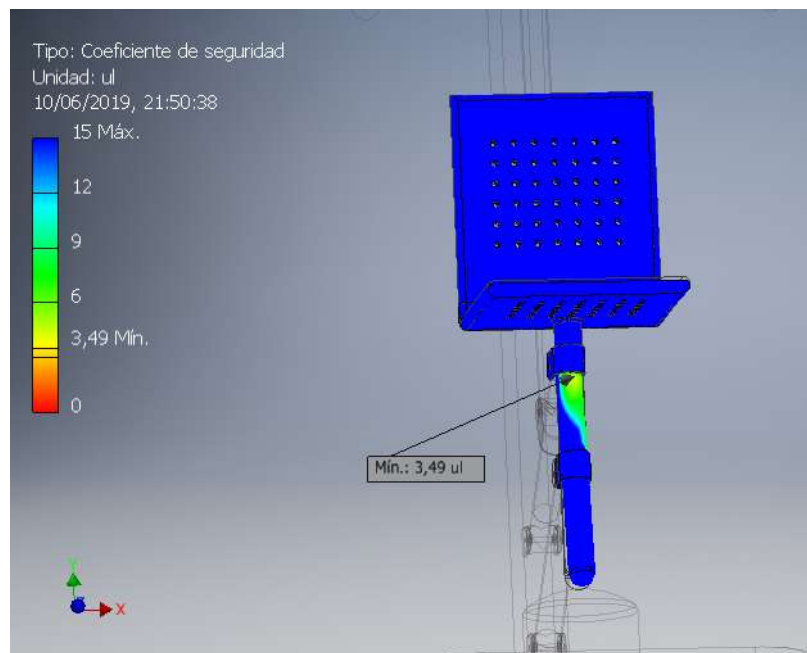 Tipo: Coeficiente de seguridad
Unidad: ul
10/06/2019, 21:50:38
15 Máx.
12
9
6
3,49 Mín.
0
Mín.: 3,49 ul
Y
X